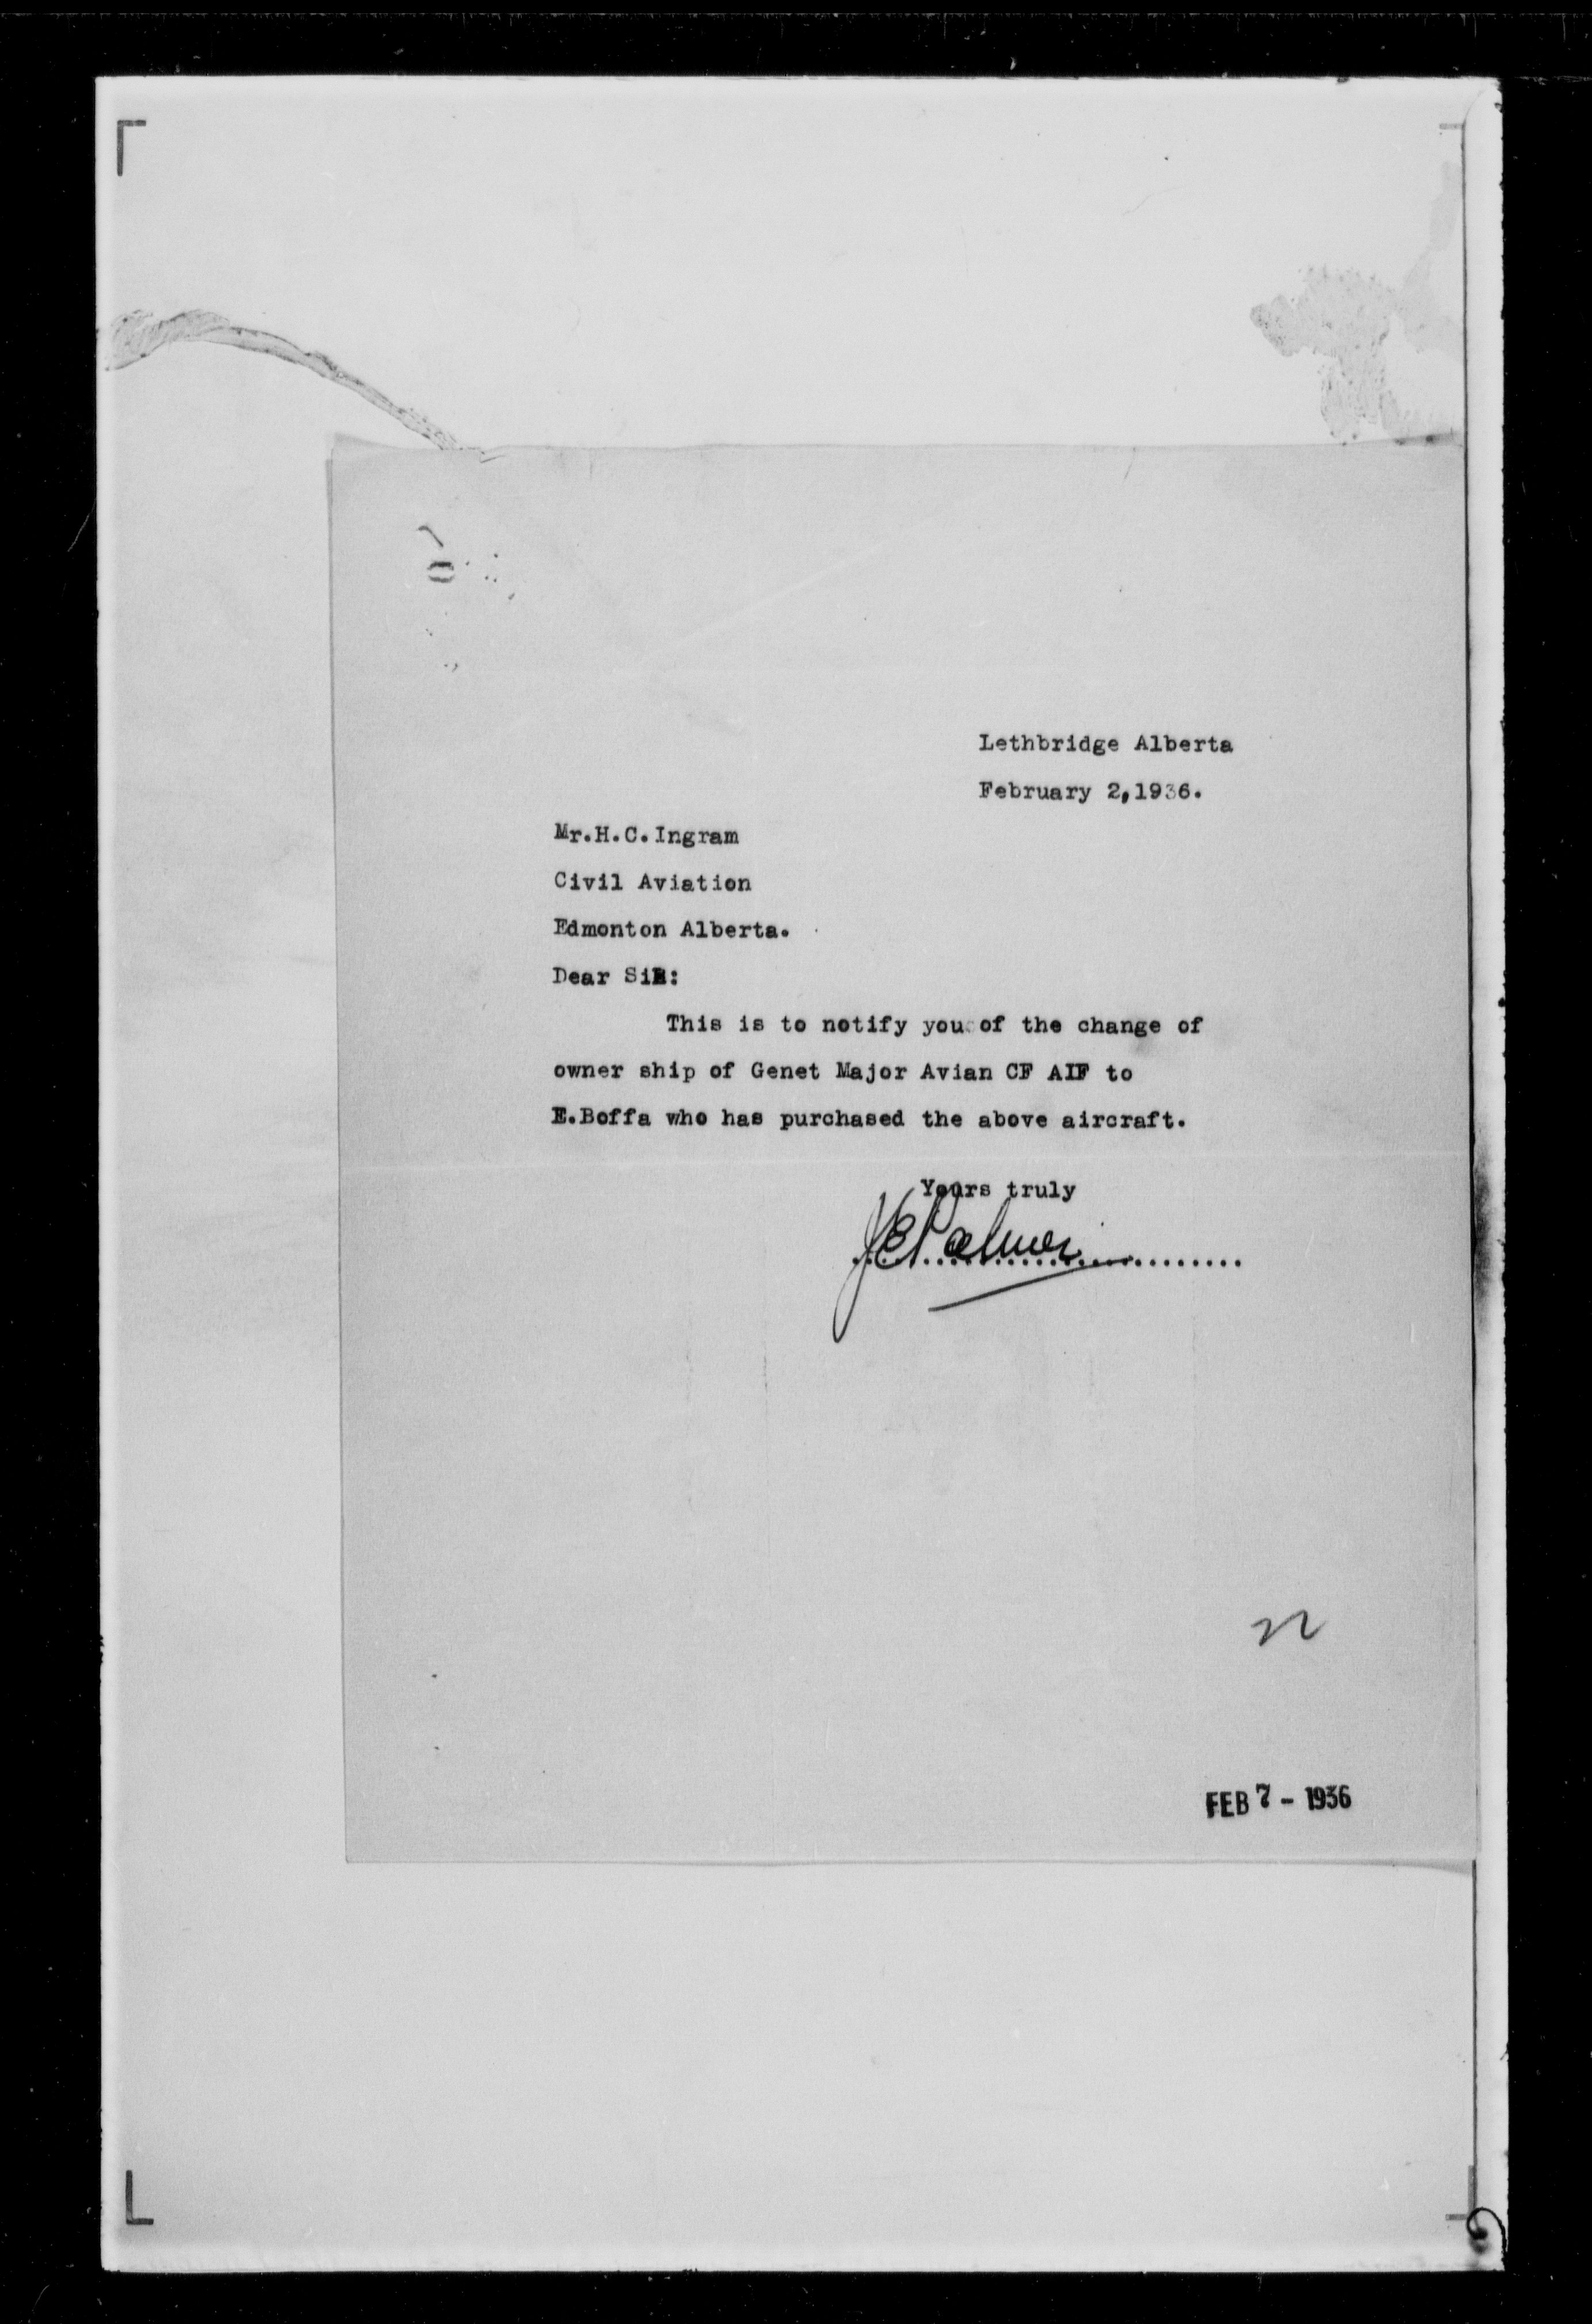 Lethbridge Alberta
February 2,1936.
Mr.H.C.Ingram
Civil Aviation
Edmonton Alberta.
Dear SiR:
This is to notify you of the change of
owner ship of Genet Major Avian CF AIF to
E.Boffa who has purchased the above aircraft.
Yours truly
J E Palmer
22
FEB 7 - 1936